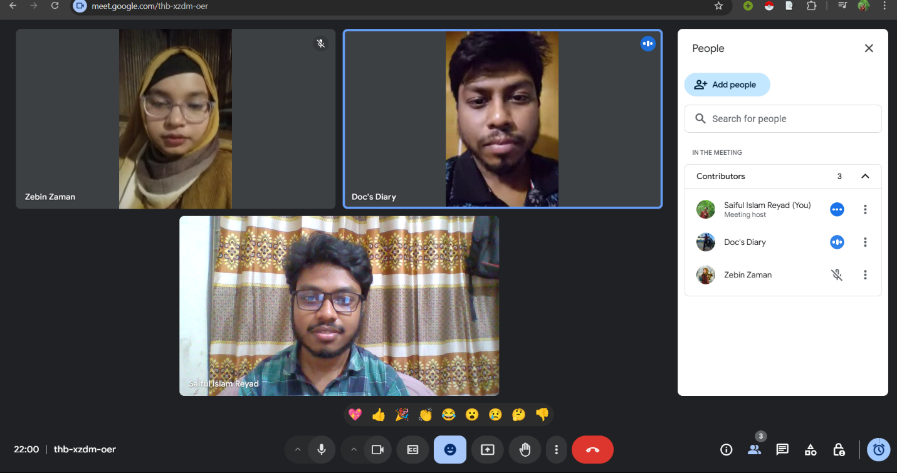 meet.google.com/thb-xzdm-oer
People
Add people
Search for people
IN THE MEETING
Contributors 3
Saiful Islam Reyad (You)
Meeting host
Doc's Diary
Zebin Zaman
Zebin Zaman
Doc's Diary
Saiful Islam Reyad
22:00 | thb-xzdm-oer
CC
3